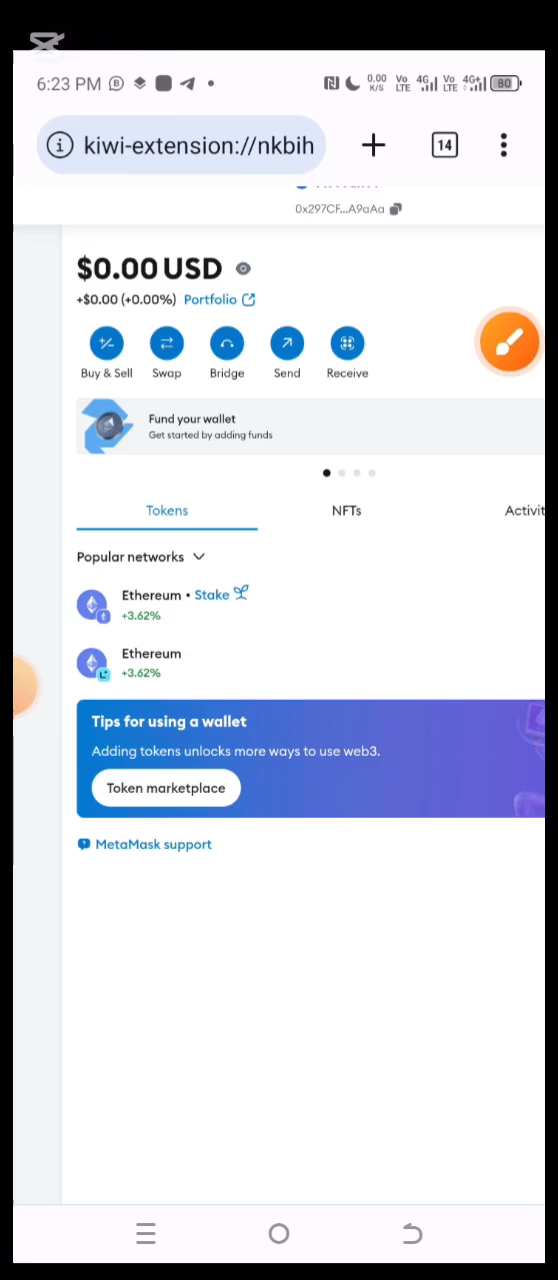 6:23 PM
0.00 K/S Vo LTE 4G Vo LTE 4G+ 80
kiwi-extension://nkbih
14
0x297CF...A9aAa
$0.00 USD
+$0.00 (+0.00%) Portfolio
Buy & Sell Swap Bridge Send Receive
Fund your wallet
Get started by adding funds
Tokens NFTs Activit
Popular networks
Ethereum • Stake
+3.62%
Ethereum
+3.62%
Tips for using a wallet
Adding tokens unlocks more ways to use web3.
Token marketplace
MetaMask support